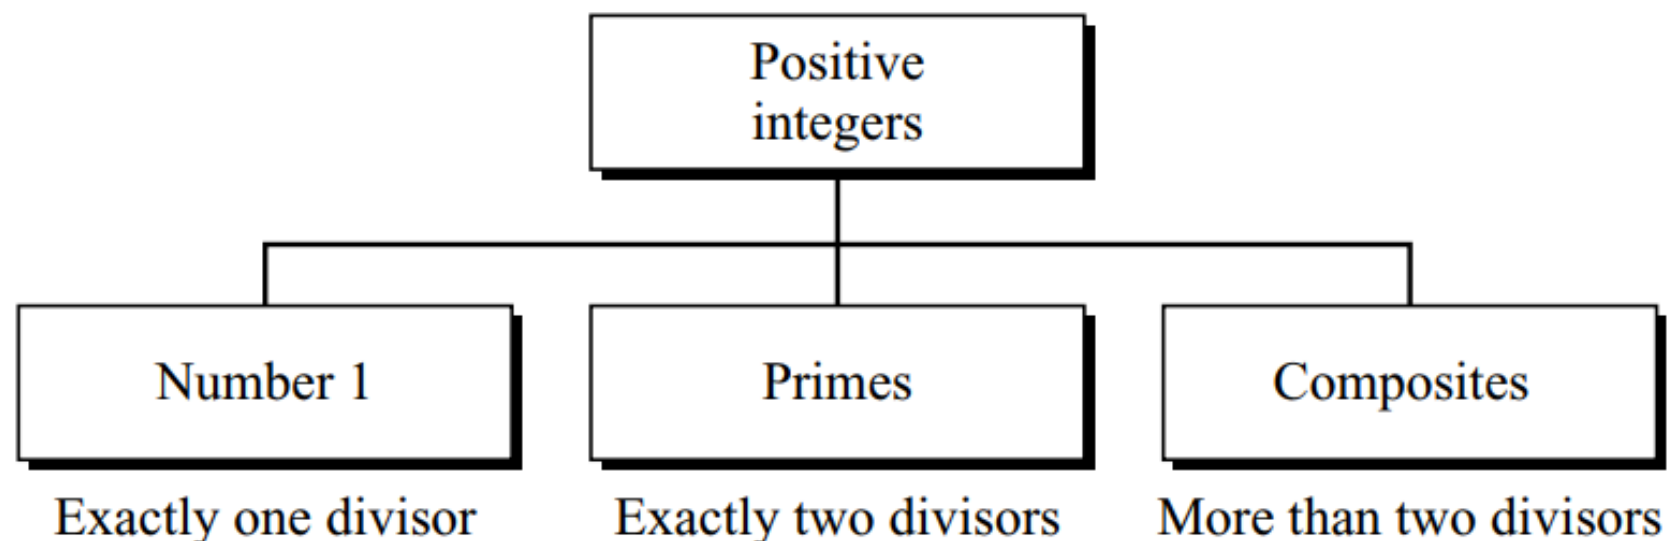 Positive
integers
Number 1
Primes
Composites
Exactly one divisor
Exactly two divisors
More than two divisors